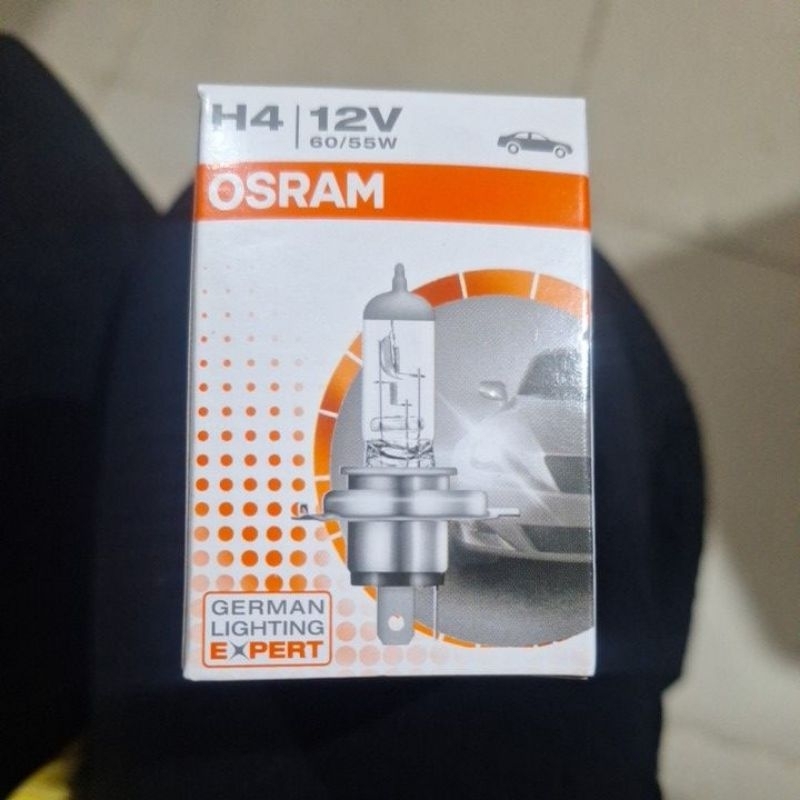 H4 | 12V
60/55W
OSRAM
GERMAN
LIGHTING
EXPERT